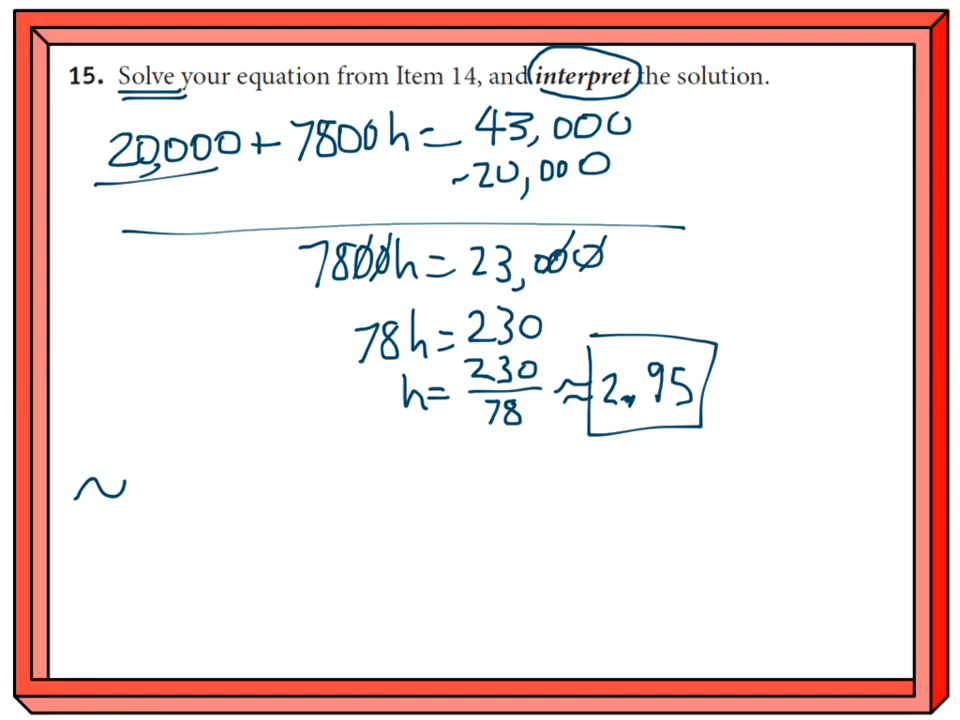 15. Solve your equation from Item 14, and interpret the solution.
20,000 + 7800h = 43,000
-20,000
7800h = 23,000
78h = 230
h = 230/78 ≈ 2.95
~